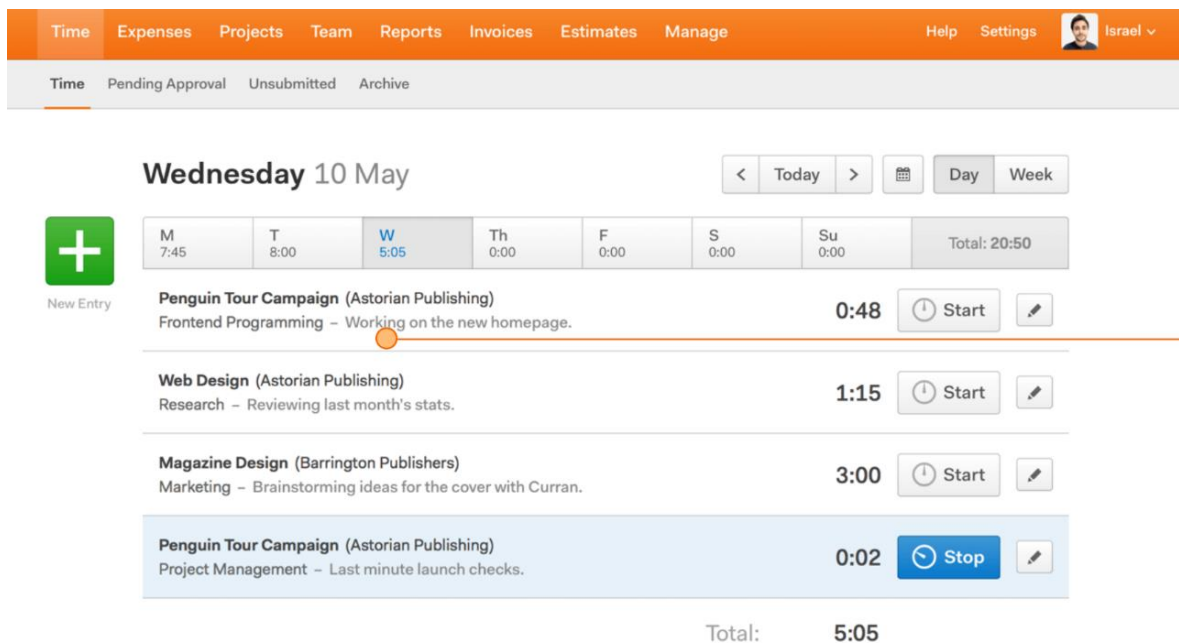 Time Expenses Projects Team Reports Invoices Estimates Manage Help Settings Israel
Time Pending Approval Unsubmitted Archive
Wednesday 10 May
< Today > Day Week
M T W Th F S Su
7:45 8:00 5:05 0:00 0:00 0:00 0:00 Total: 20:50
New Entry
Penguin Tour Campaign (Astorian Publishing)
Frontend Programming – Working on the new homepage.
0:48 Start
Web Design (Astorian Publishing)
Research – Reviewing last month's stats.
1:15 Start
Magazine Design (Barrington Publishers)
Marketing – Brainstorming ideas for the cover with Curran.
3:00 Start
Penguin Tour Campaign (Astorian Publishing)
Project Management – Last minute launch checks.
0:02 Stop
Total: 5:05